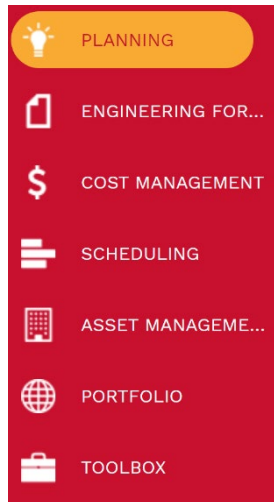 PLANNING
ENGINEERING FOR...
COST MANAGEMENT
SCHEDULING
ASSET MANAGEME...
PORTFOLIO
TOOLBOX